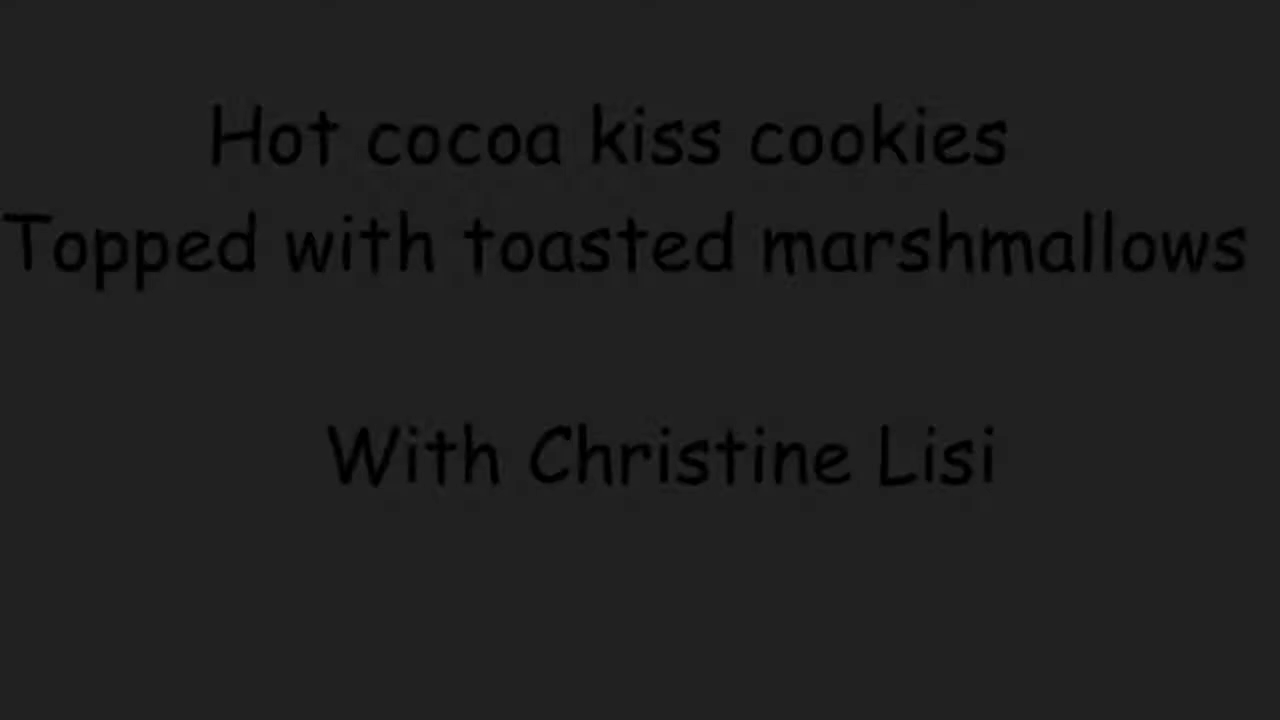 Hot cocoa kiss cookies
Topped with toasted marshmallows
With Christine Lisi